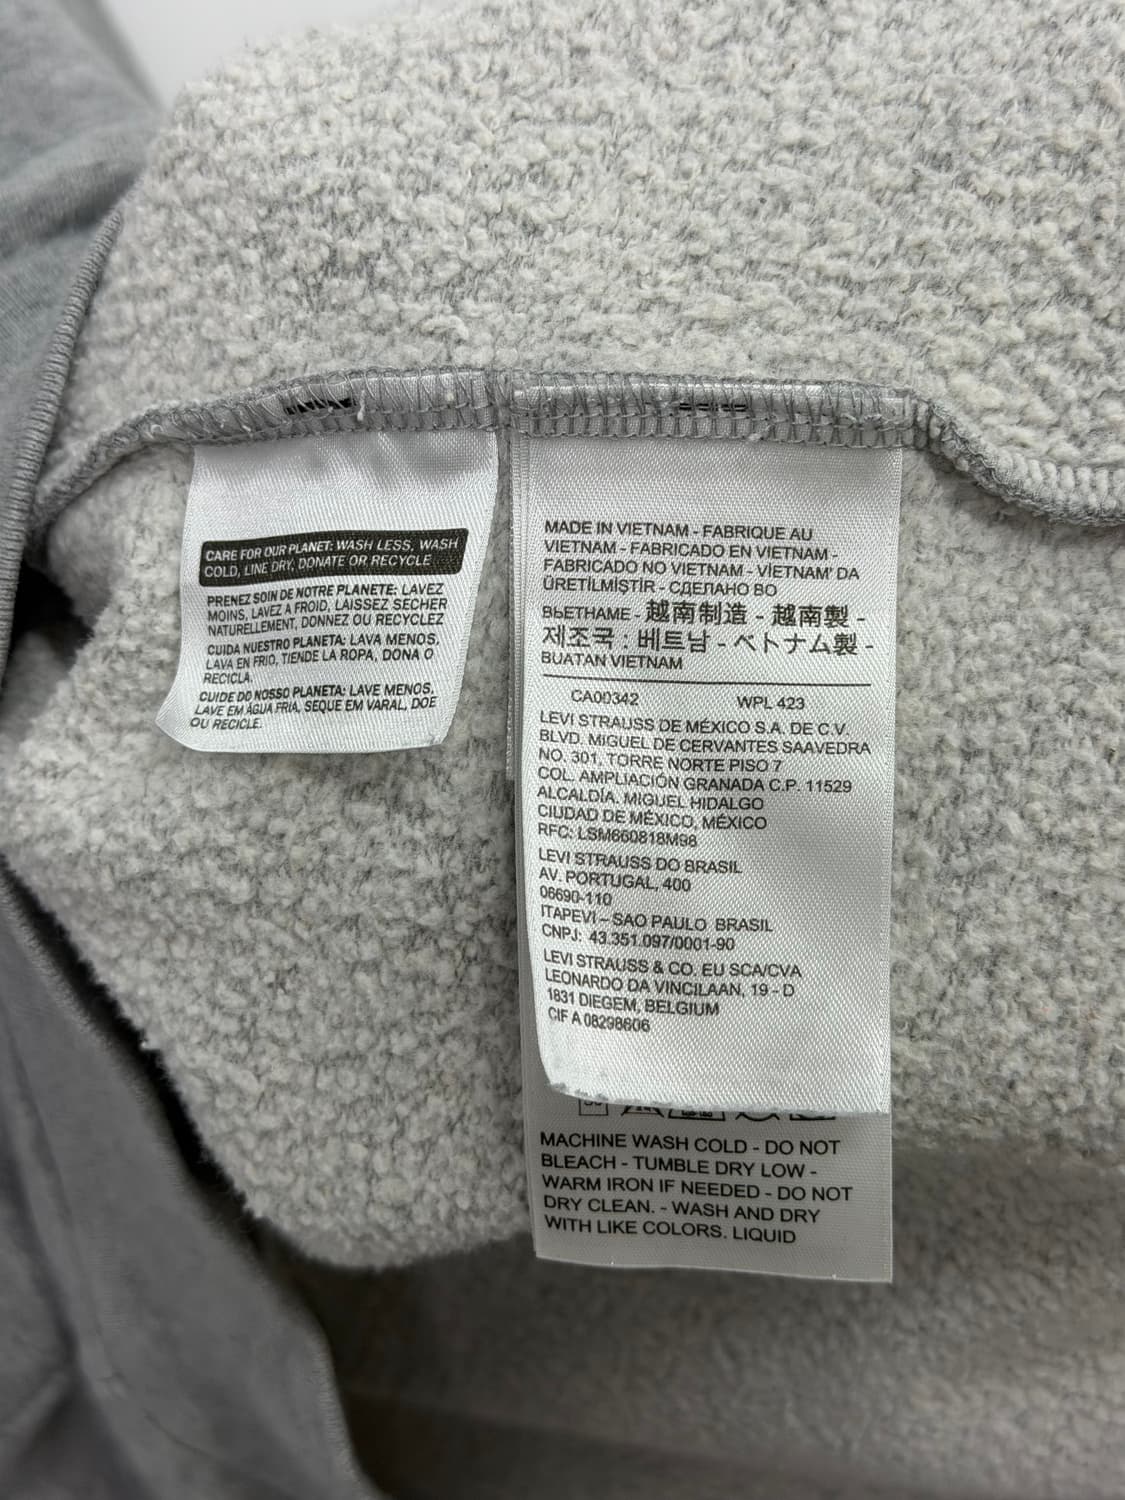 CARE FOR OUR PLANET: WASH LESS, WASH
COLD, LINE DRY, DONATE OR RECYCLE
PRENEZ SOIN DE NOTRE PLANETE: LAVEZ
MOINS, LAVEZ A FROID, LAISSEZ SECHER
NATURELLEMENT, DONNEZ OU RECYCLEZ
CUIDA NUESTRO PLANETA: LAVA MENOS,
LAVA EN FRIO, TIENDE LA ROPA, DONA O
RECICLA.
CUIDE DO NOSSO PLANETA: LAVE MENOS,
LAVE EM ÁGUA FRIA, SEQUE EM VARAL, DOE
OU RECICLE.
MADE IN VIETNAM - FABRIQUE AU
VIETNAM - FABRICADO EN VIETNAM -
FABRICADO NO VIETNAM - VİETNAM' DA
ÜRETİLMİŞTİR - СДЕЛАНО ВО
ВЬЕТНАМЕ - 越南制造 - 越南製 -
제조국 : 베트남 - ベトナム製 -
BUATAN VIETNAM
CA00342 WPL 423
LEVI STRAUSS DE MÉXICO S.A. DE C.V.
BLVD. MIGUEL DE CERVANTES SAAVEDRA
NO. 301, TORRE NORTE PISO 7
COL. AMPLIACIÓN GRANADA C.P. 11529
ALCALDÍA, MIGUEL HIDALGO
CIUDAD DE MÉXICO, MÉXICO
RFC: LSM660818M98
LEVI STRAUSS DO BRASIL
AV. PORTUGAL, 400
06690-110
ITAPEVI – SAO PAULO BRASIL
CNPJ: 43.351.097/0001-90
LEVI STRAUSS & CO. EU SCA/CVA
LEONARDO DA VINCILAAN, 19 - D
1831 DIEGEM, BELGIUM
CIF A 08298606
MACHINE WASH COLD - DO NOT
BLEACH - TUMBLE DRY LOW -
WARM IRON IF NEEDED - DO NOT
DRY CLEAN. - WASH AND DRY
WITH LIKE COLORS. LIQUID